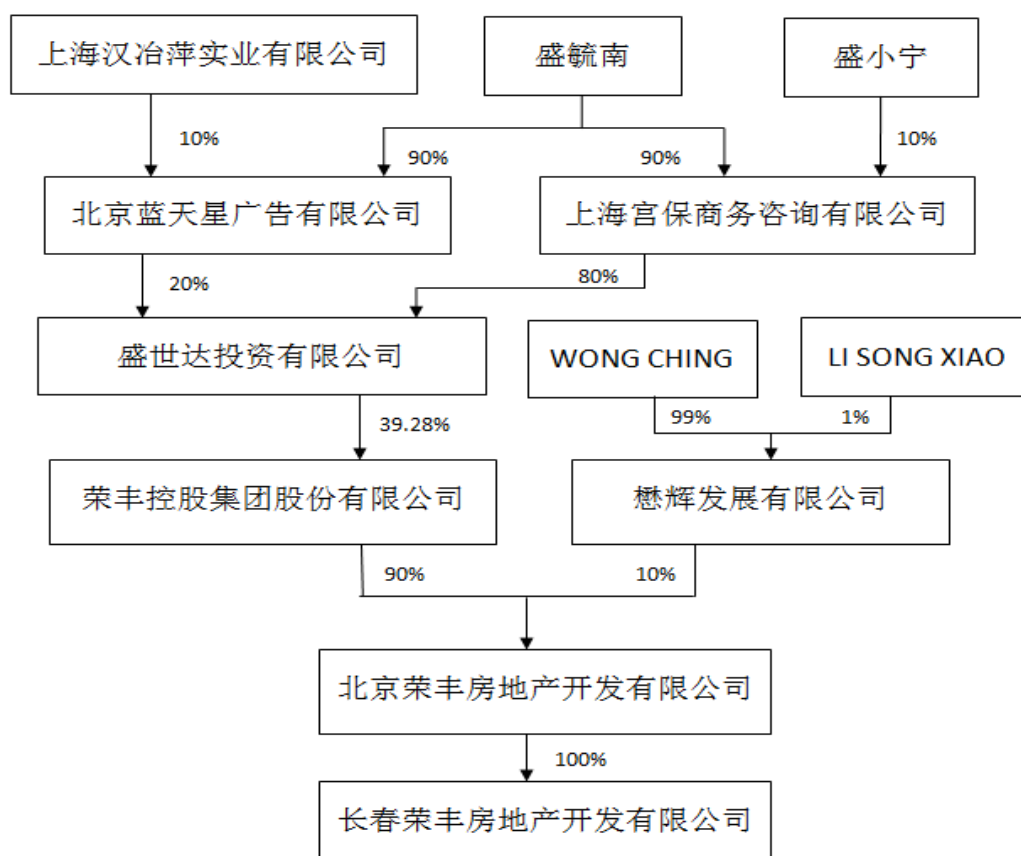 上海汉冶萍实业有限公司
盛毓南
盛小宁
10%
90%
90%
10%
北京蓝天星广告有限公司
上海宫保商务咨询有限公司
20%
80%
盛世达投资有限公司
WONG CHING
LI SONG XIAO
39.28%
99%
1%
荣丰控股集团股份有限公司
懋辉发展有限公司
90%
10%
北京荣丰房地产开发有限公司
100%
长春荣丰房地产开发有限公司